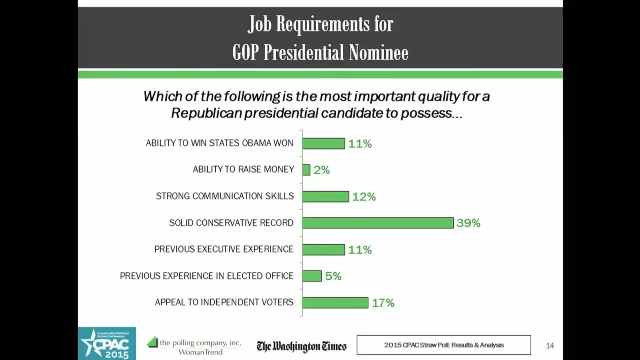 Job Requirements for
GOP Presidential Nominee
Which of the following is the most important quality for a
Republican presidential candidate to possess...
ABILITY TO WIN STATES OBAMA WON 11%
ABILITY TO RAISE MONEY 2%
STRONG COMMUNICATION SKILLS 12%
SOLID CONSERVATIVE RECORD 39%
PREVIOUS EXECUTIVE EXPERIENCE 11%
PREVIOUS EXPERIENCE IN ELECTED OFFICE 5%
APPEAL TO INDEPENDENT VOTERS 17%
CPAC
2015
the polling company, inc.
WomanTrend
The Washington Times
2015 CPAC Straw Poll: Results & Analysis
14